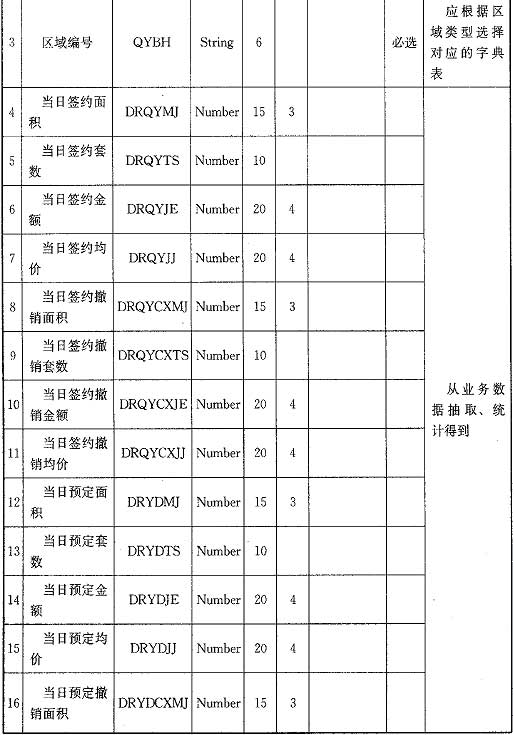 3 区域编号 QYBH String 6 必选 应根据区
域类型选择
对应的字典
表
4 当日签约面
积 DRQYMJ Number 15 3
5 当日签约套
数 DRQYTS Number 10
6 当日签约金
额 DRQYJE Number 20 4
7 当日签约均
价 DRQYJJ Number 20 4
8 当日签约撤
销面积 DRQYCXMJ Number 15 3
9 当日签约撤
销套数 DRQYCXTS Number 10
10 当日签约撤
销金额 DRQYCXJE Number 20 4
11 当日签约撤
销均价 DRQYCXJJ Number 20 4
12 当日预定面
积 DRYDMJ Number 15 3
13 当日预定套
数 DRYDTS Number 10
14 当日预定金
额 DRYDJE Number 20 4
15 当日预定均
价 DRYDJJ Number 20 4
16 当日预定撤
销面积 DRYDCXMJ Number 15 3
从业务数
据抽取、统
计得到